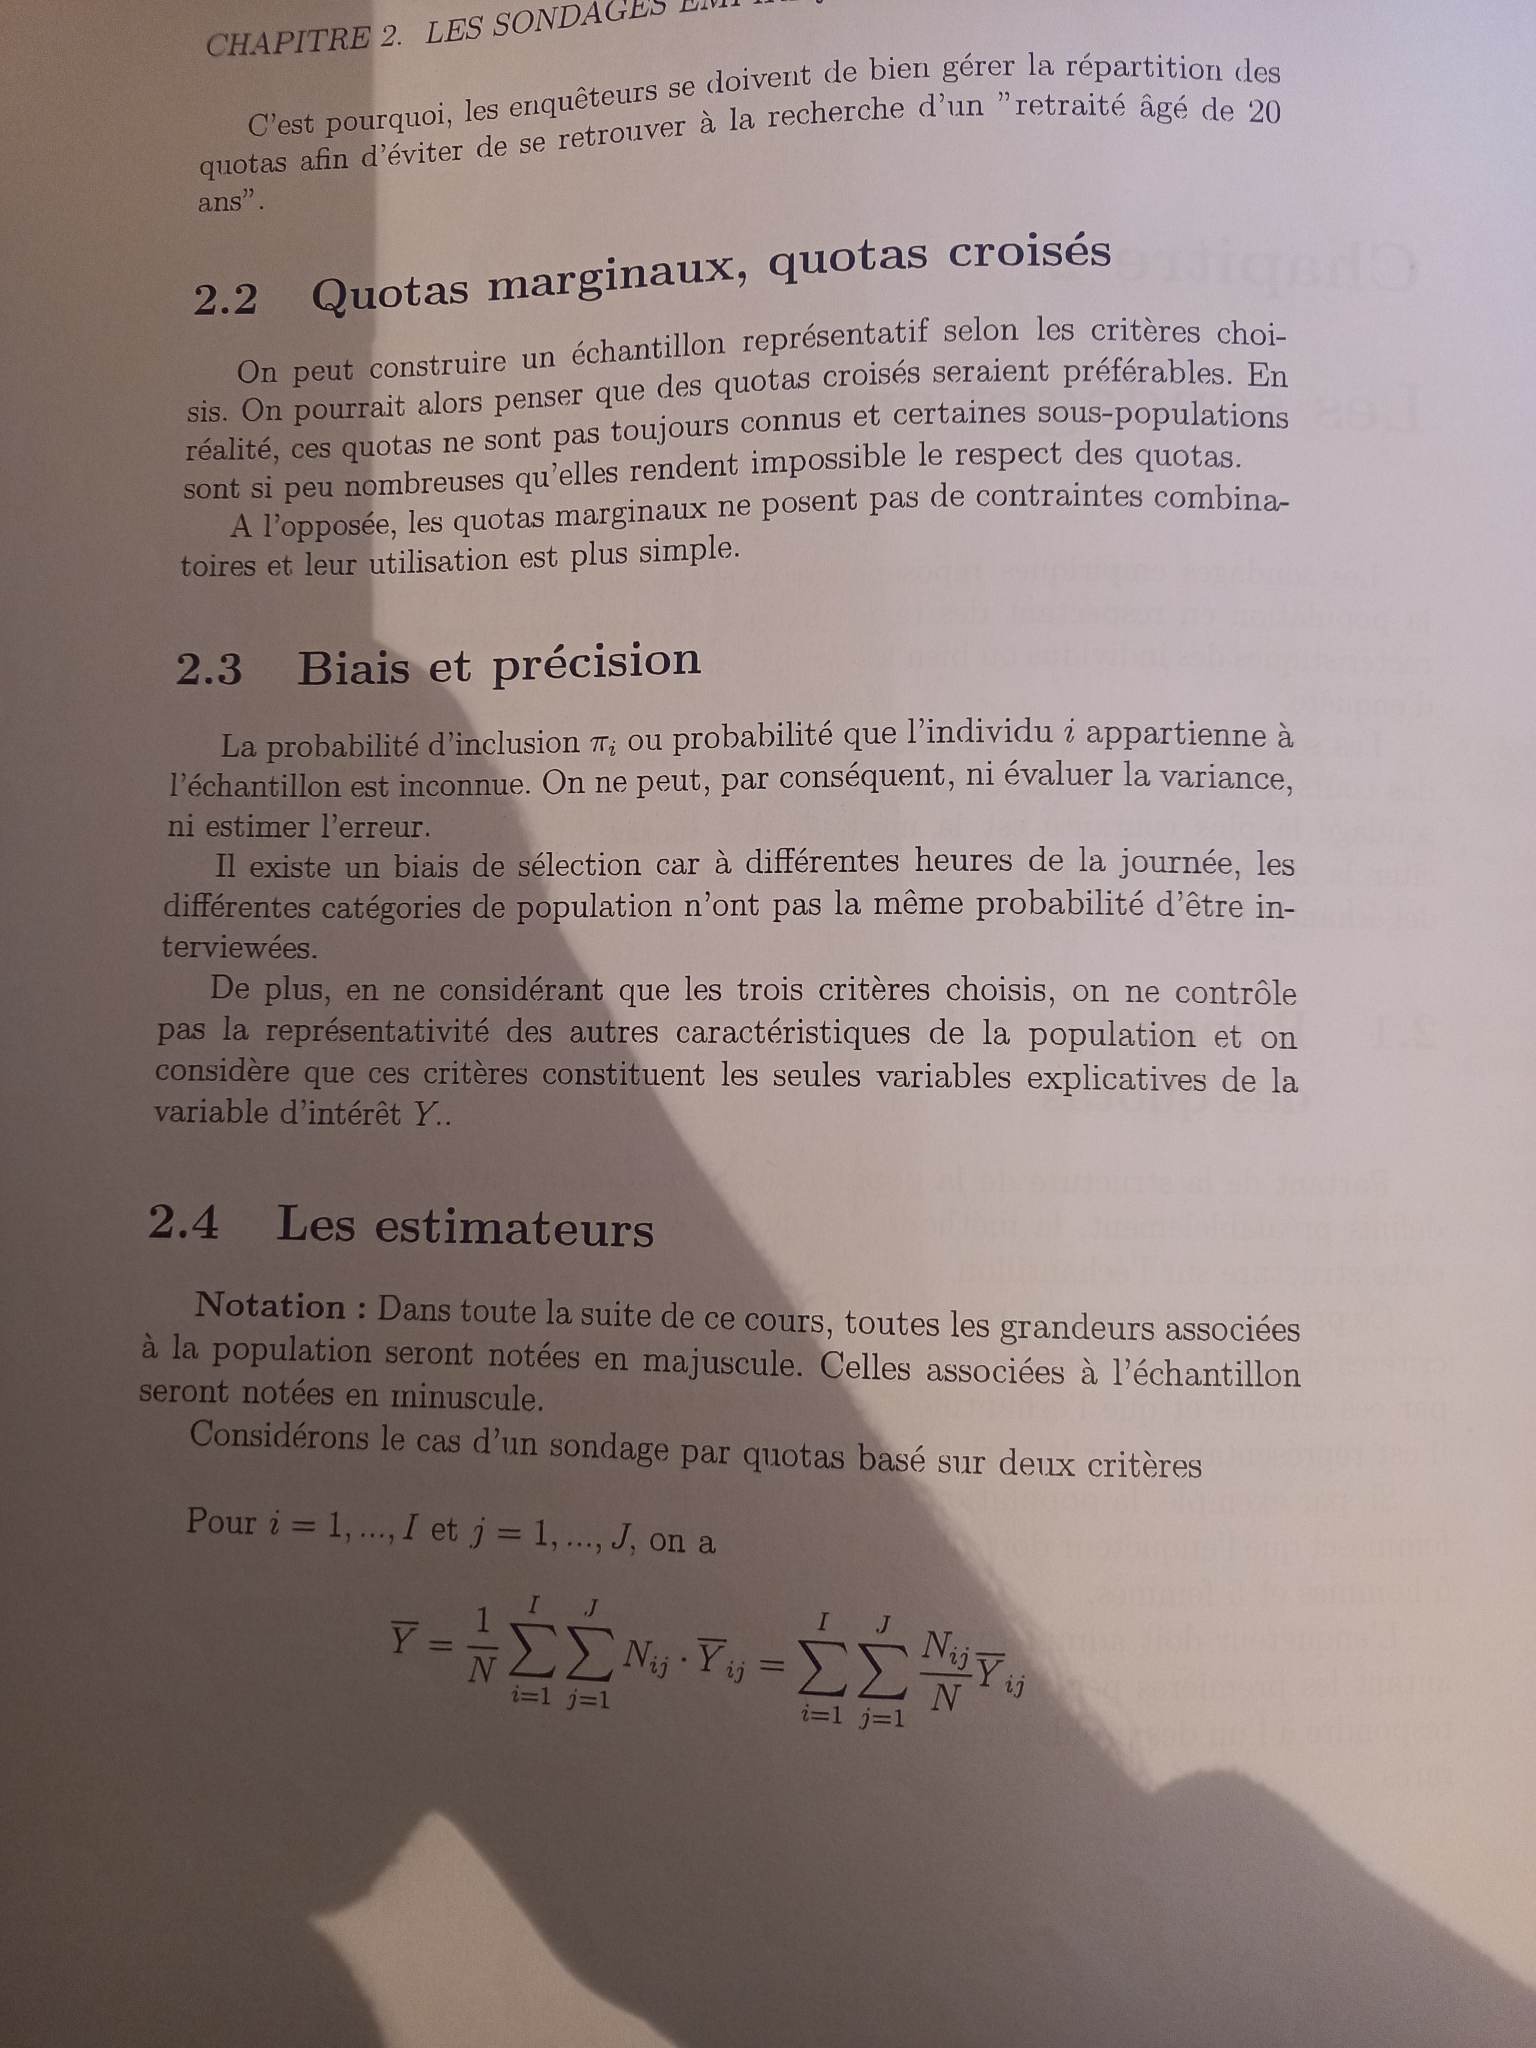 CHAPITRE 2. LES SONDAGES
C'est pourquoi, les enquêteurs se doivent de bien gérer la répartition des
quotas afin d'éviter de se retrouver à la recherche d'un "retraité âgé de 20
ans".
2.2 Quotas marginaux, quotas croisés
On peut construire un échantillon représentatif selon les critères choi-
sis. On pourrait alors penser que des quotas croisés seraient préférables. En
réalité, ces quotas ne sont pas toujours connus et certaines sous-populations
sont si peu nombreuses qu'elles rendent impossible le respect des quotas.
A l'opposée, les quotas marginaux ne posent pas de contraintes combina-
toires et leur utilisation est plus simple.
2.3 Biais et précision
La probabilité d'inclusion πᵢ ou probabilité que l'individu i appartienne à
l'échantillon est inconnue. On ne peut, par conséquent, ni évaluer la variance,
ni estimer l'erreur.
Il existe un biais de sélection car à différentes heures de la journée, les
différentes catégories de population n'ont pas la même probabilité d'être in-
terviewées.
De plus, en ne considérant que les trois critères choisis, on ne contrôle
pas la représentativité des autres caractéristiques de la population et on
considère que ces critères constituent les seules variables explicatives de la
variable d'intérêt Y..
2.4 Les estimateurs
Notation : Dans toute la suite de ce cours, toutes les grandeurs associées
à la population seront notées en majuscule. Celles associées à l'échantillon
seront notées en minuscule.
Considérons le cas d'un sondage par quotas basé sur deux critères
Pour i = 1, ..., I et j = 1, ..., J, on a
\overline{Y} = \frac{1}{N} \sum_{i=1}^{I} \sum_{j=1}^{J} N_{ij} \cdot \overline{Y}_{ij} = \sum_{i=1}^{I} \sum_{j=1}^{J} \frac{N_{ij}}{N} \overline{Y}_{ij}